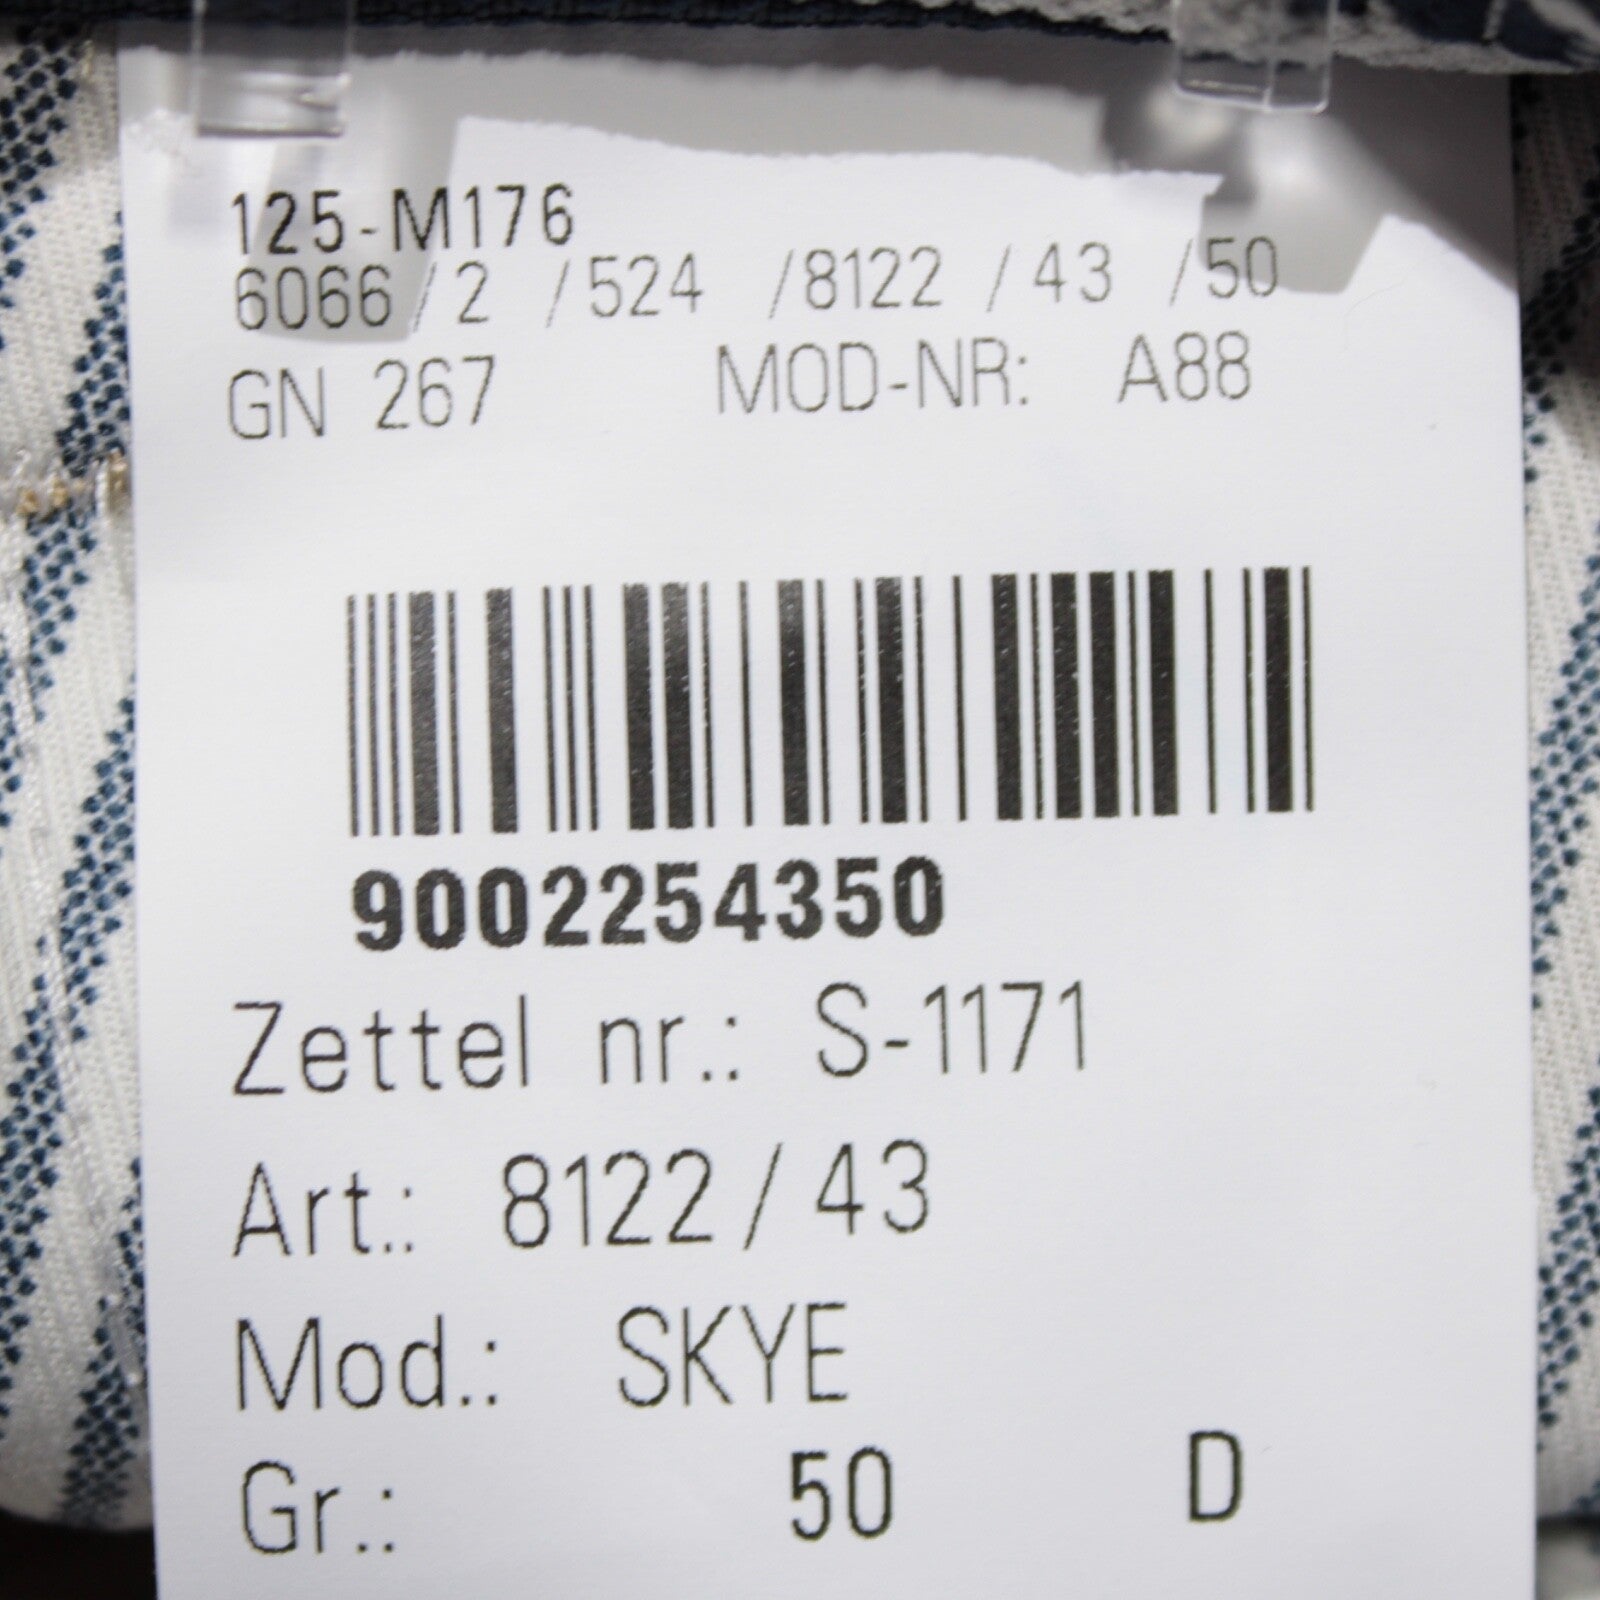 125-M176
6066 / 2 / 524 / 8122 / 43 / 50
GN 267 MOD-NR: A88
9002254350
Zettel nr.: S-1171
Art.: 8122 / 43
Mod.: SKYE
Gr.: 50 D